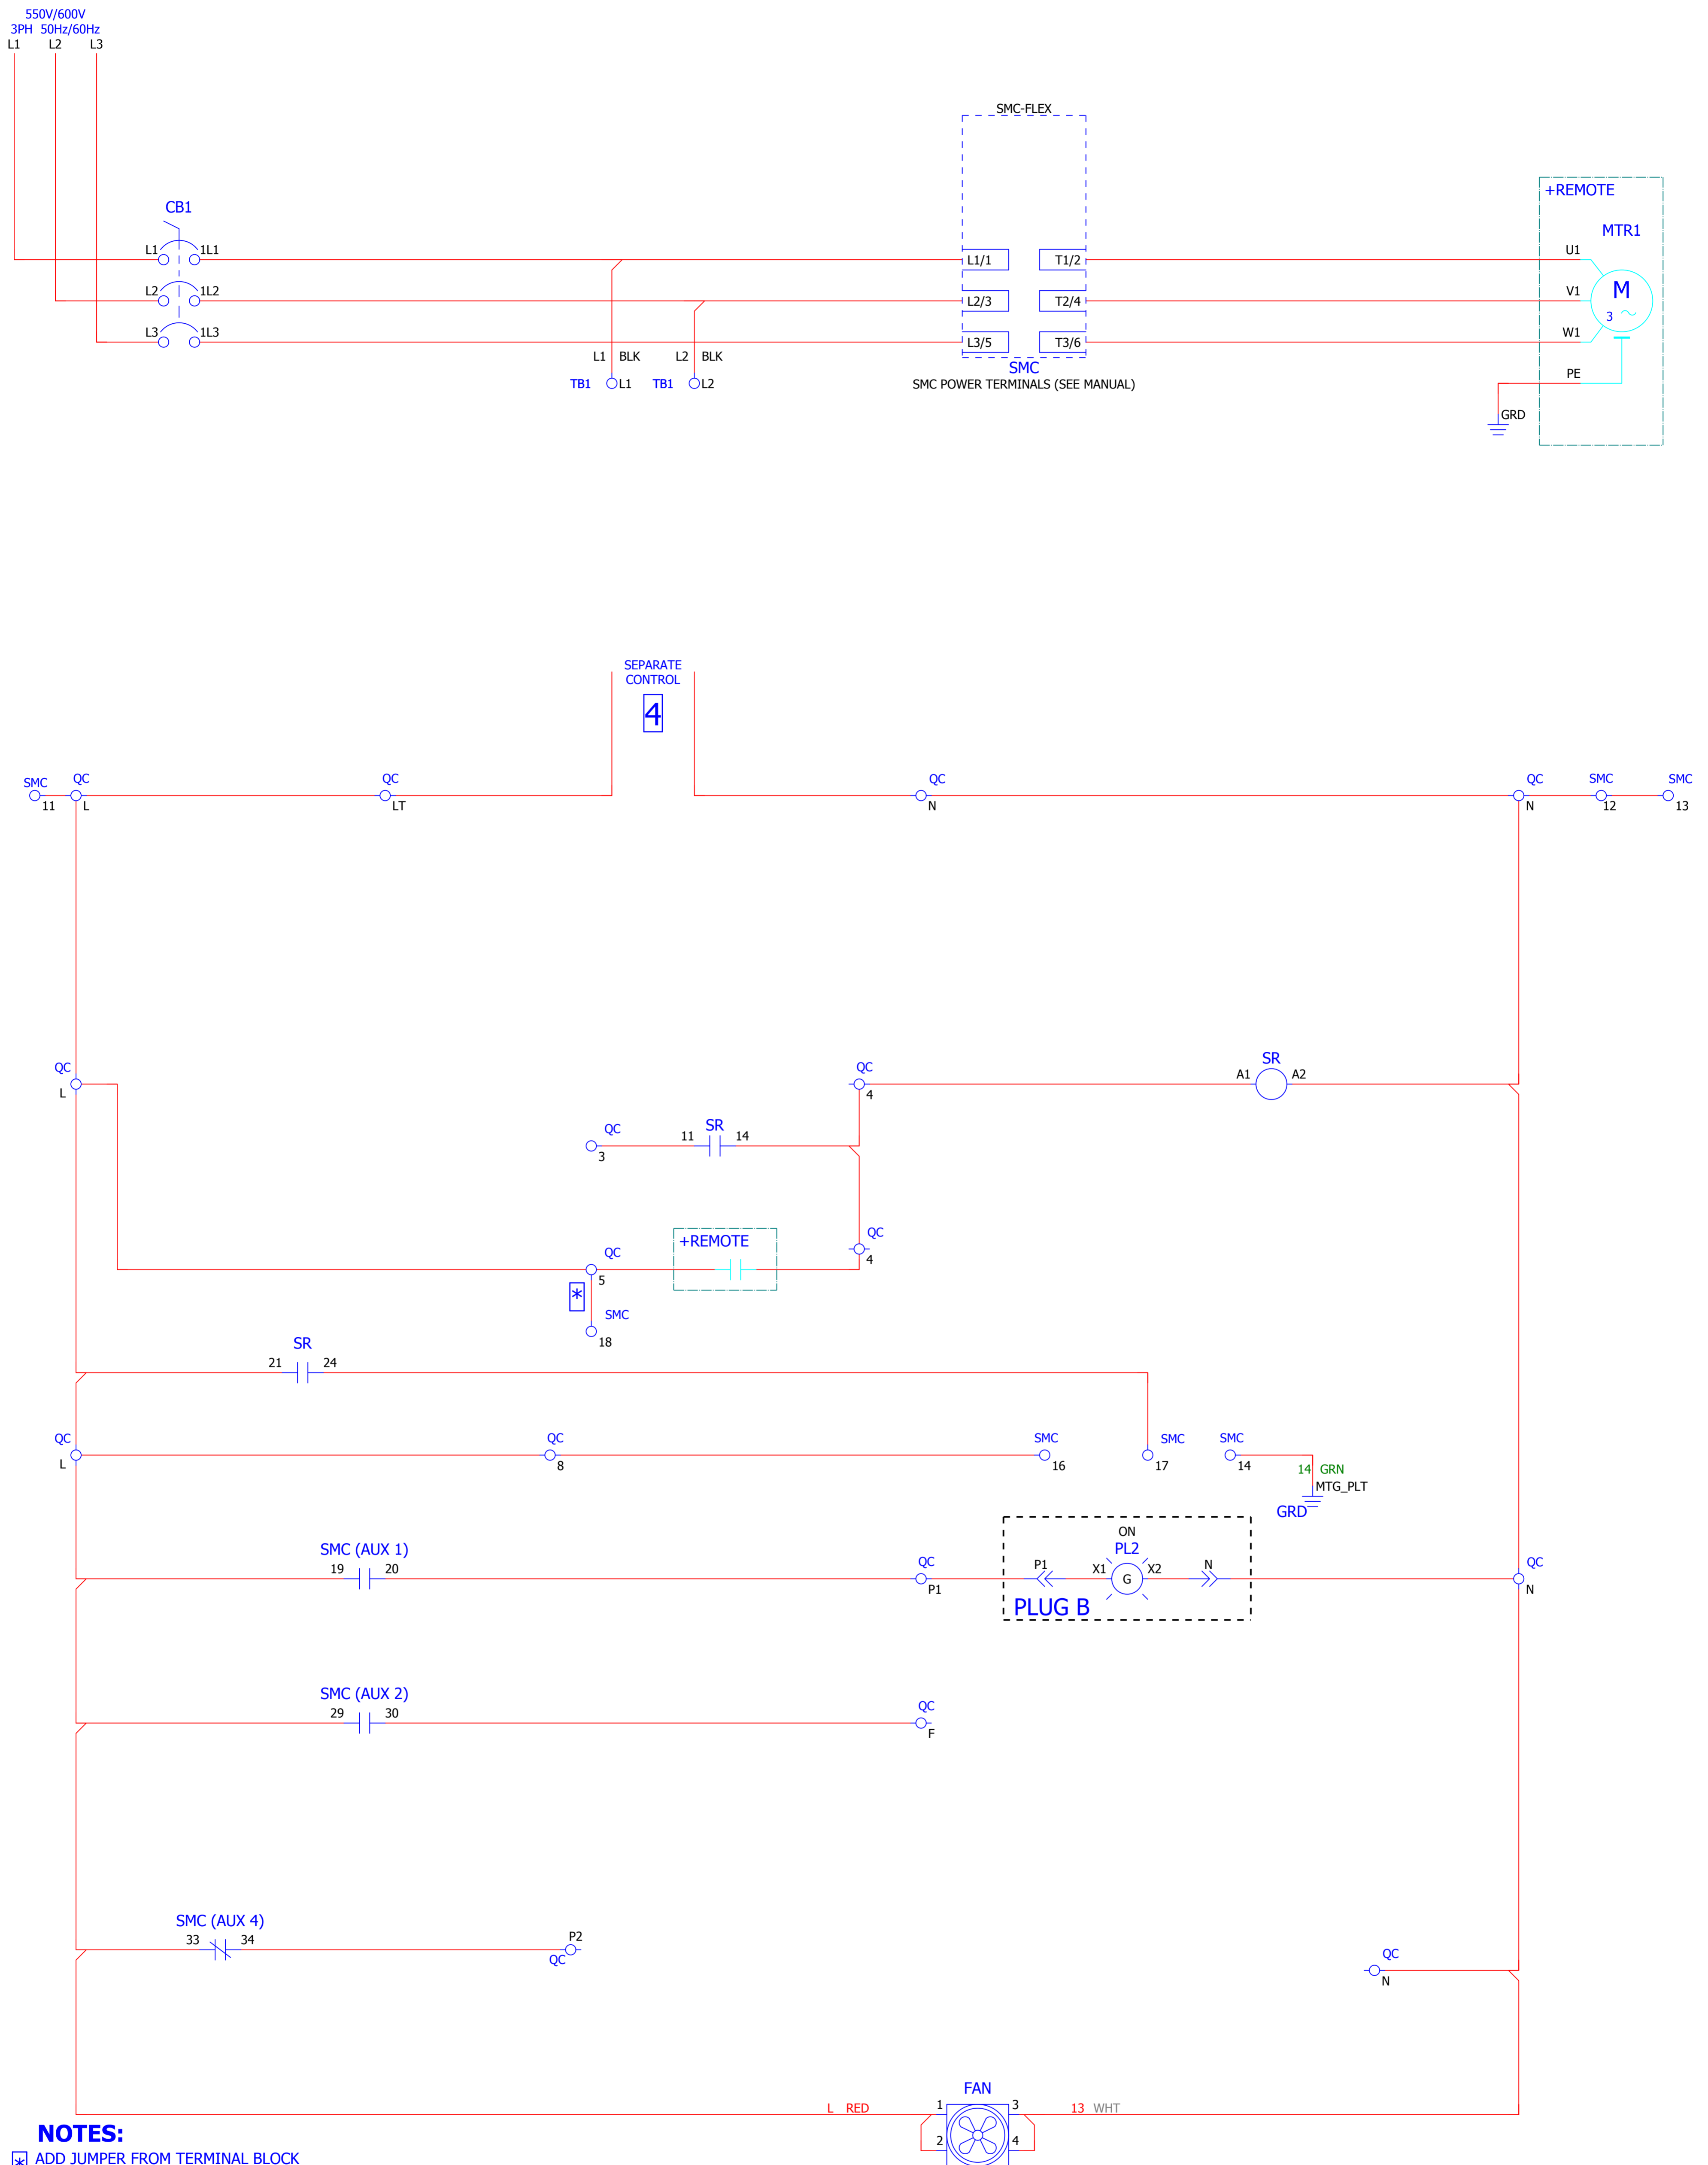 550V/600V
3PH 50Hz/60Hz
L1 L2 L3
SMC-FLEX
+REMOTE
CB1
MTR1
L1 1L1
L1/1 T1/2
U1
L2 1L2
L2/3 T2/4
V1
M
3
L3 1L3
L3/5 T3/6
W1
L1 BLK L2 BLK
SMC
PE
TB1 L1 TB1 L2
SMC POWER TERMINALS (SEE MANUAL)
GRD
SEPARATE
CONTROL
4
SMC QC QC QC QC SMC SMC
11 L LT N N 12 13
QC QC SR
A1 A2
L 4
QC SR
11 14
3
QC
+REMOTE
4
QC
5
*
SMC
18
SR
21 24
QC QC SMC SMC SMC
L 8 16 17 14
14 GRN
MTG_PLT
GRD
ON
SMC (AUX 1) PL2
19 20 QC P1 X1 G X2 N QC
P1 N
PLUG B
SMC (AUX 2)
29 30 QC
F
SMC (AUX 4)
33 34 P2
QC
QC
N
FAN
L RED 1 3 13 WHT
2 4
NOTES:
* ADD JUMPER FROM TERMINAL BLOCK